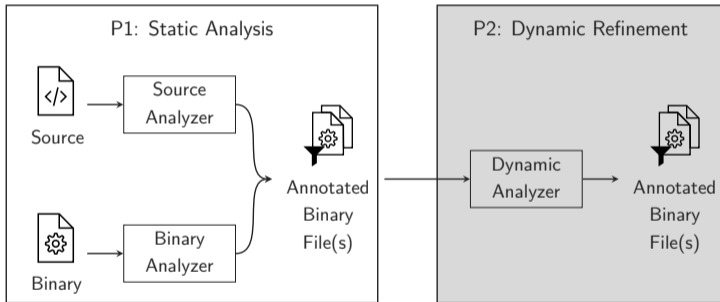 P1: Static Analysis
</>
Source
Source
Analyzer
Binary
Binary
Analyzer
Annotated
Binary
File(s)
P2: Dynamic Refinement
Dynamic
Analyzer
Annotated
Binary
File(s)